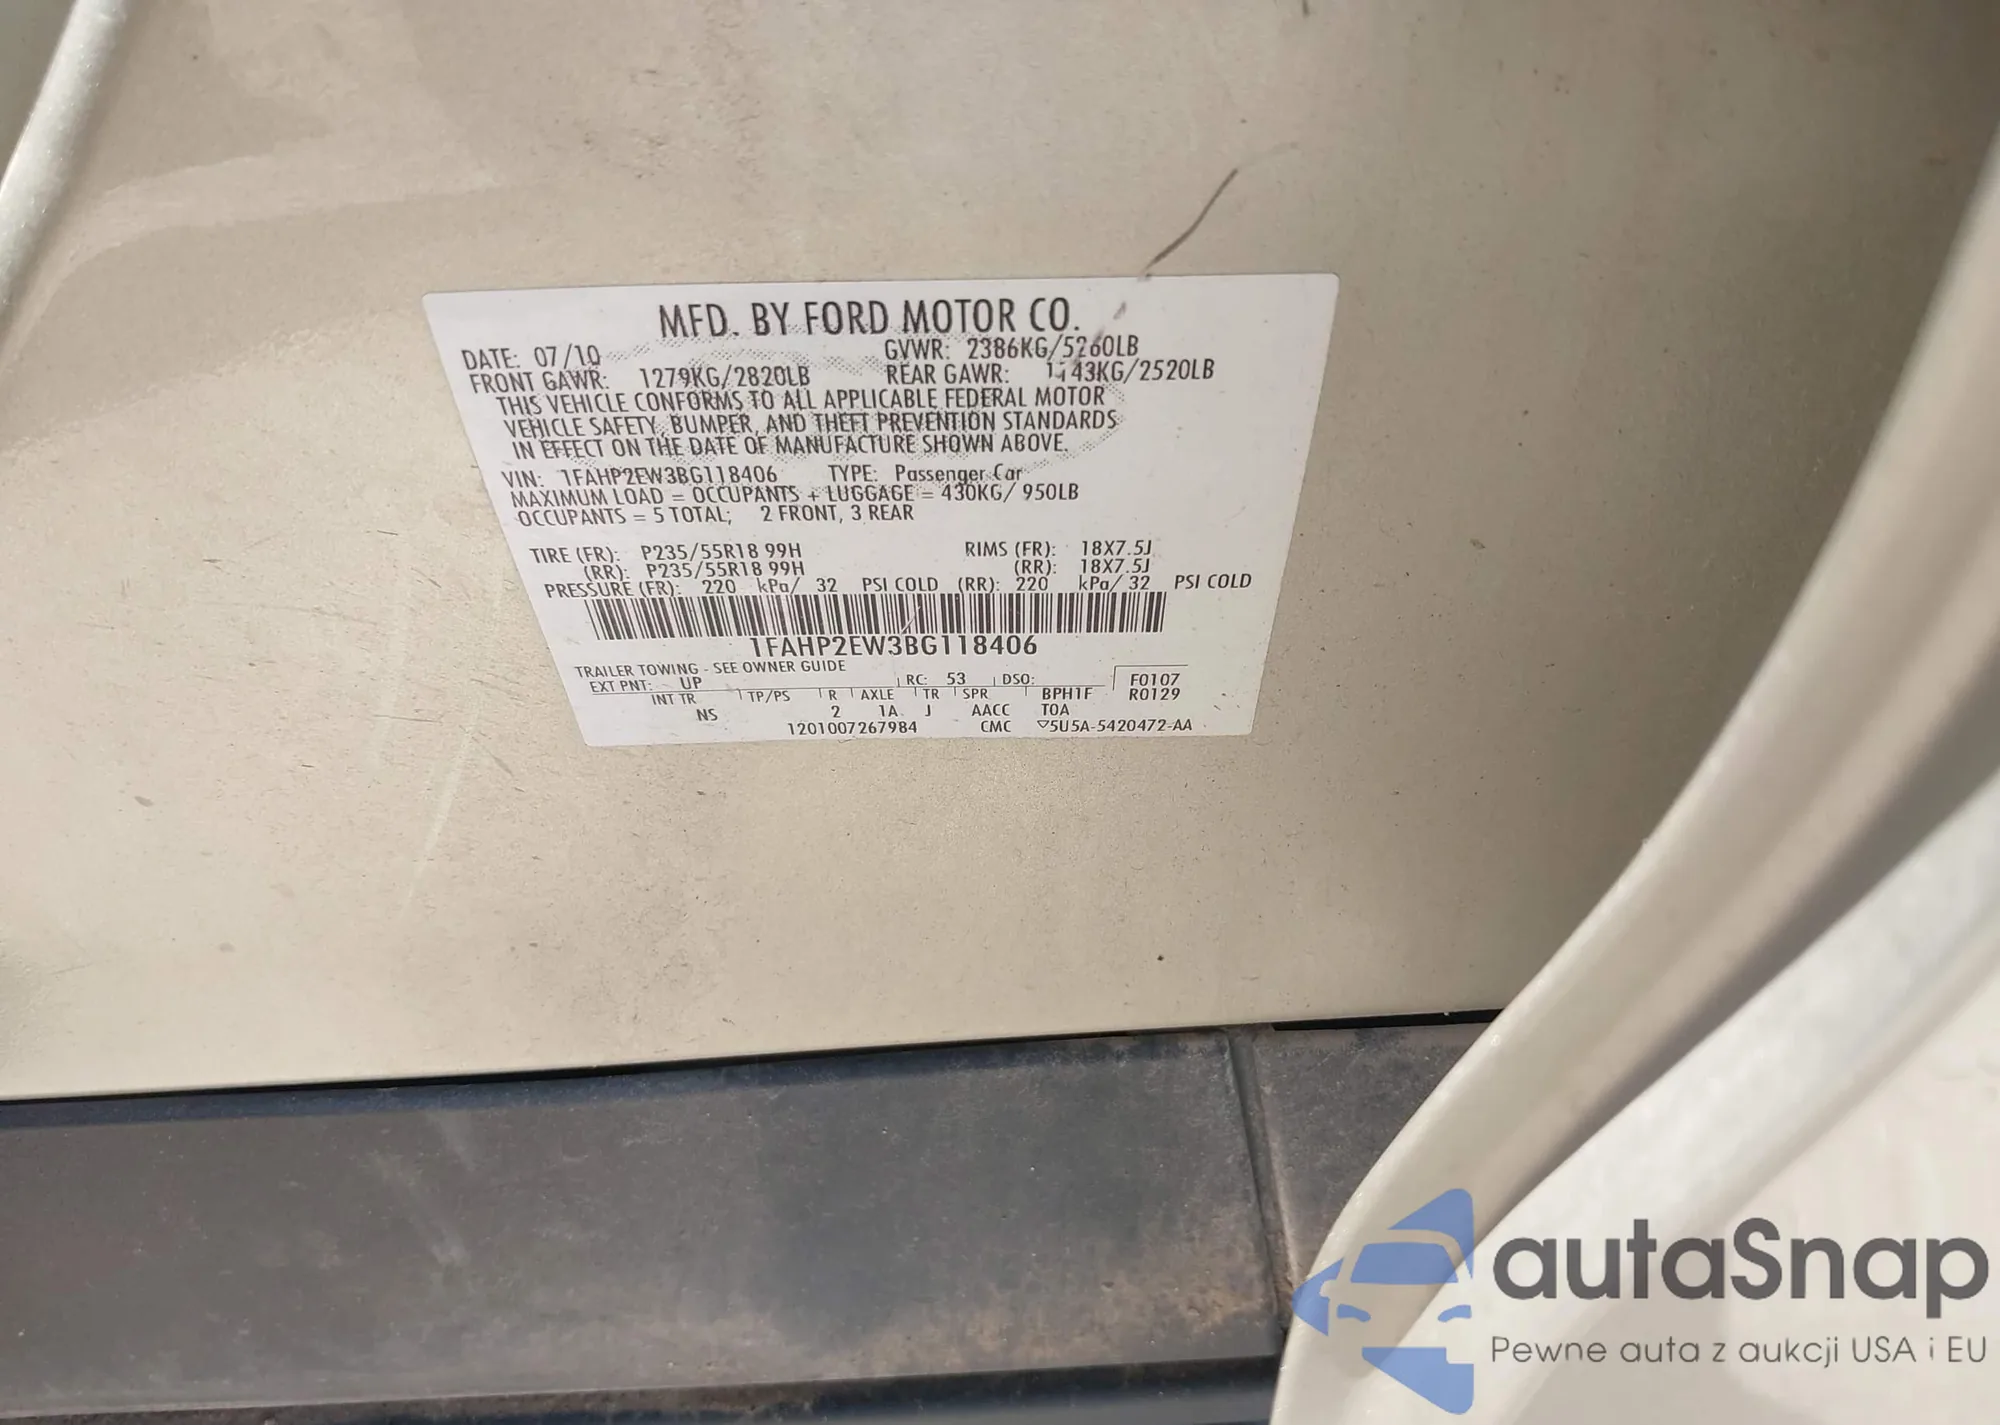 MFD. BY FORD MOTOR CO.
DATE: 07/10 GVWR: 2386KG/5260LB
FRONT GAWR: 1279KG/2820LB REAR GAWR: 1143KG/2520LB
THIS VEHICLE CONFORMS TO ALL APPLICABLE FEDERAL MOTOR
VEHICLE SAFETY, BUMPER, AND THEFT PREVENTION STANDARDS
IN EFFECT ON THE DATE OF MANUFACTURE SHOWN ABOVE.
VIN: 1FAHP2EW3BG118406 TYPE: Passenger Car
MAXIMUM LOAD = OCCUPANTS + LUGGAGE = 430KG/ 950LB
OCCUPANTS = 5 TOTAL; 2 FRONT, 3 REAR
TIRE (FR): P235/55R18 99H RIMS (FR): 18X7.5J
(RR): P235/55R18 99H (RR): 18X7.5J
PRESSURE (FR): 220 kPa/ 32 PSI COLD (RR): 220 kPa/ 32 PSI COLD
1FAHP2EW3BG118406
TRAILER TOWING - SEE OWNER GUIDE
EXT PNT: UP RC: 53 DSO: F0107
INT TR TP/PS R AXLE TR SPR BPH1F R0129
NS 2 1A J AACC TOA
1201007267984 CMC ▽5U5A-5420472-AA
autaSnap
Pewne auta z aukcji USA i EU